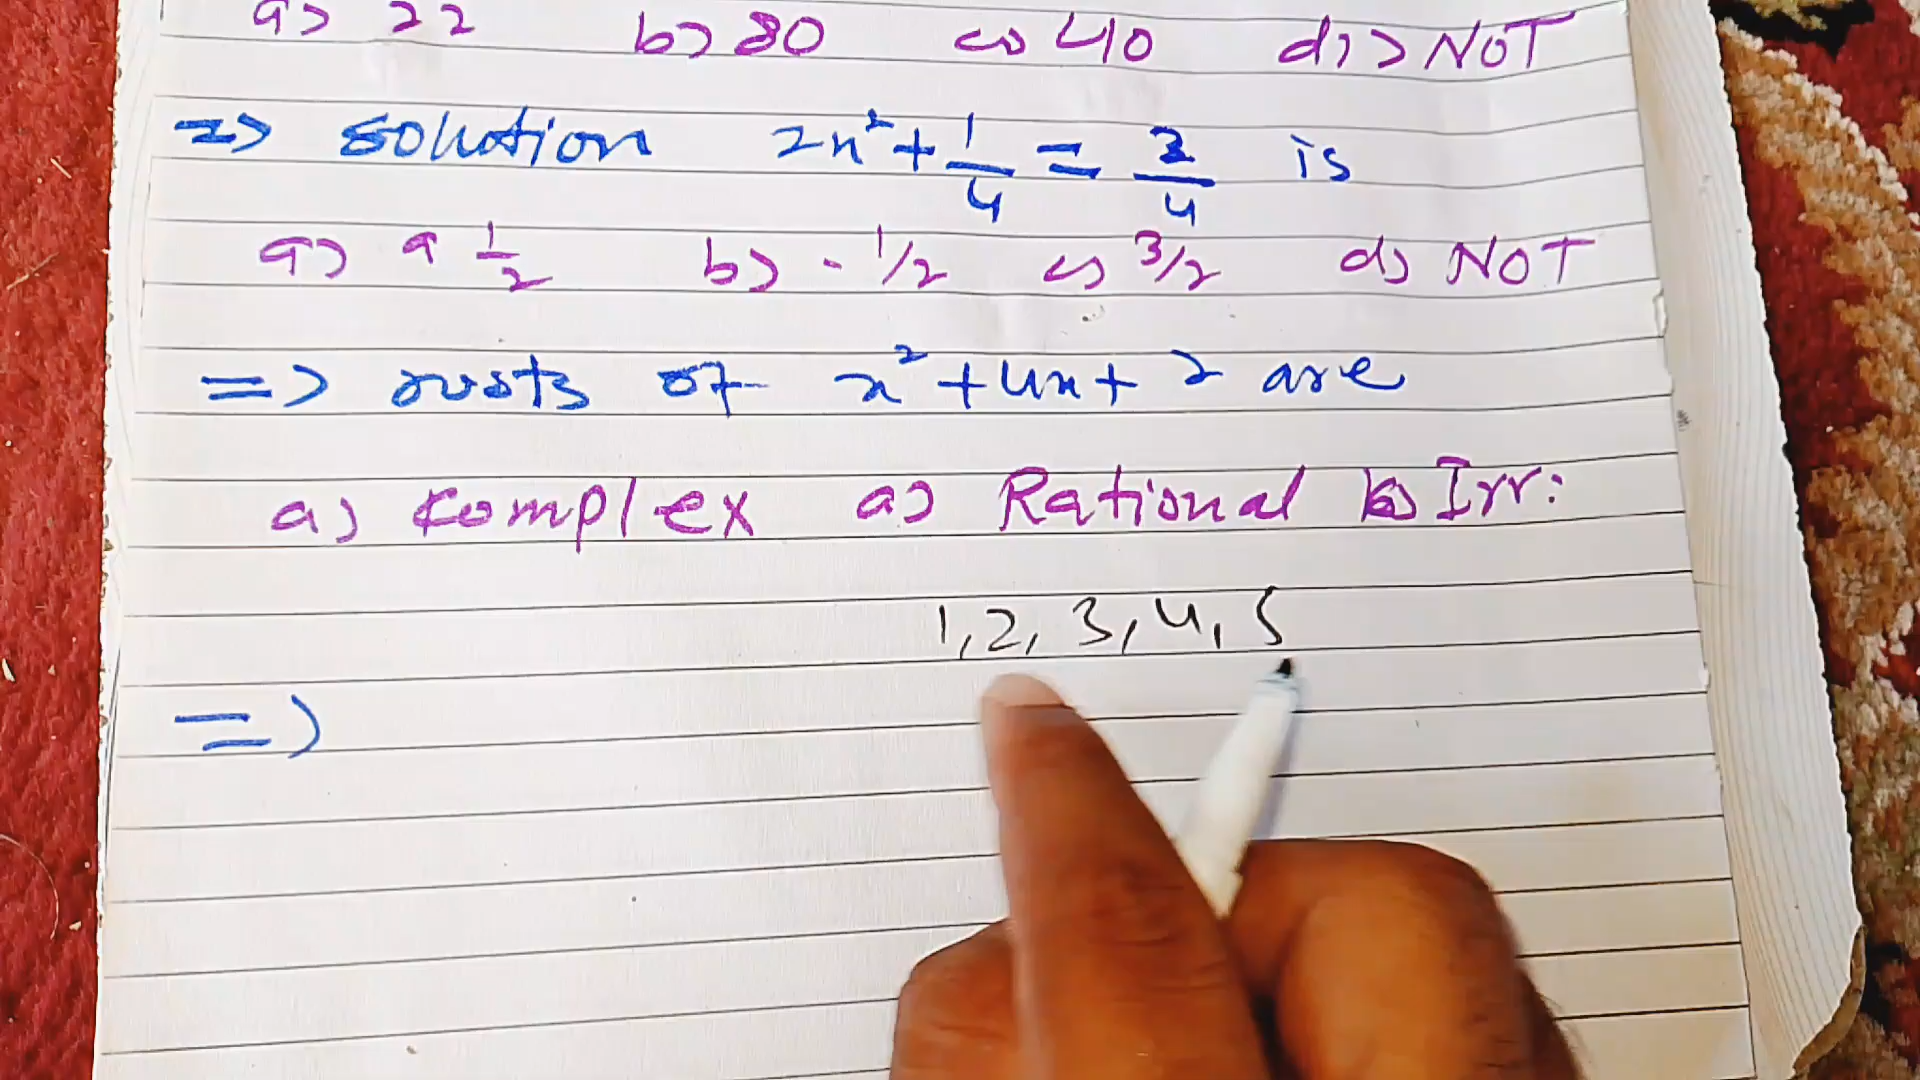 a) 22 b) 80 c) 40 d) > NOT
=> solution 2x² + 1/4 = 3/4 is
a) a 1/2 b) - 1/2 c) 3/2 d) NOT
=> roots of x² + 4x + 2 are
a) complex a) Rational b) Irr:
1, 2, 3, 4, 5
=>